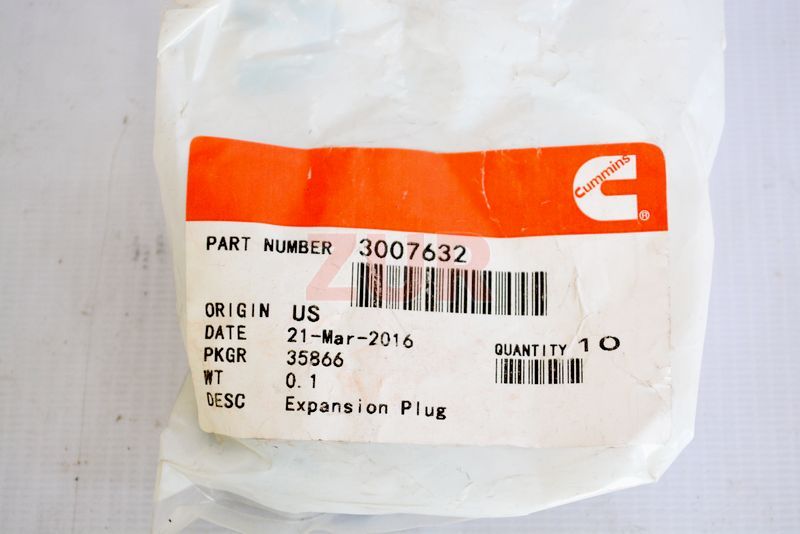 Cummins
®
PART NUMBER 3007632
ZUR
ORIGIN US
DATE 21-Mar-2016
PKGR 35866
QUANTITY 10
WT 0.1
DESC Expansion Plug